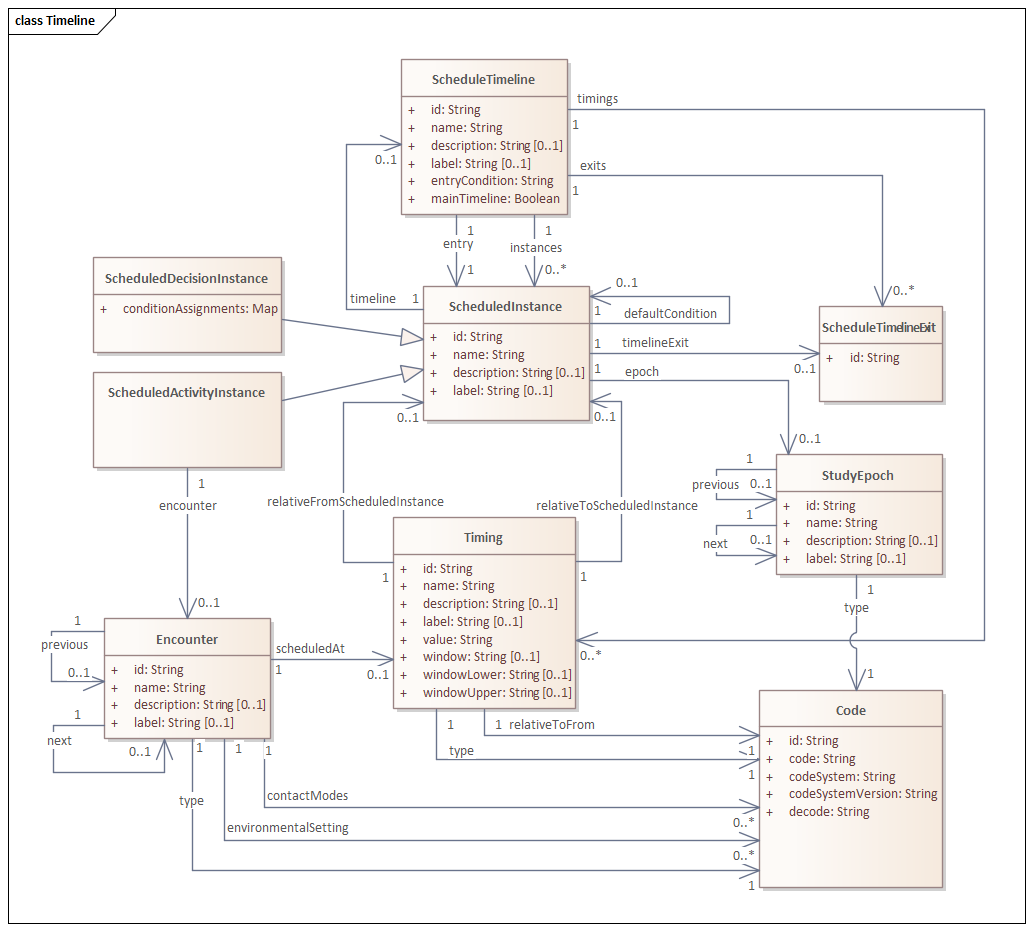 class Timeline
ScheduleTimeline
+ id: String
+ name: String
+ description: String [0..1]
+ label: String [0..1]
+ entryCondition: String
+ mainTimeline: Boolean
timings
1
exits
1
0..1
1
entry
1
1
instances
0..*
timeline
1
0..*
ScheduledDecisionInstance
+ conditionAssignments: Map
ScheduledActivityInstance
ScheduledInstance
+ id: String
+ name: String
+ description: String [0..1]
+ label: String [0..1]
0..1
1
defaultCondition
1
timelineExit
0..1
1
epoch
0..1
ScheduleTimelineExit
+ id: String
0..1
0..1
relativeFromScheduledInstance
relativeToScheduledInstance
1
encounter
0..1
StudyEpoch
+ id: String
+ name: String
+ description: String [0..1]
+ label: String [0..1]
1
previous
0..1
1
next
0..1
1
type
1
Timing
+ id: String
+ name: String
+ description: String [0..1]
+ label: String [0..1]
+ value: String
+ window: String [0..1]
+ windowLower: String [0..1]
+ windowUpper: String [0..1]
1
1
0..*
Encounter
+ id: String
+ name: String
+ description: String [0..1]
+ label: String [0..1]
1
previous
0..1
1
next
0..1
scheduledAt
1
0..1
1
relativeToFrom
1
1
type
1
Code
+ id: String
+ code: String
+ codeSystem: String
+ codeSystemVersion: String
+ decode: String
1
1
1
contactModes
0..*
environmentalSetting
0..*
type
1